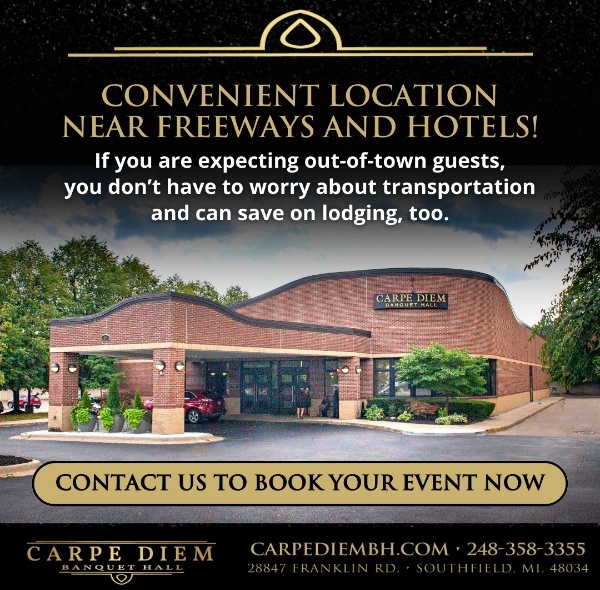 CONVENIENT LOCATION
NEAR FREEWAYS AND HOTELS!
If you are expecting out-of-town guests,
you don't have to worry about transportation
and can save on lodging, too.
CARPE DIEM
BANQUET HALL
CONTACT US TO BOOK YOUR EVENT NOW
CARPE DIEM
BANQUET HALL
CARPEDIEMBH.COM · 248-358-3355
28847 FRANKLIN RD. · SOUTHFIELD, MI. 48034